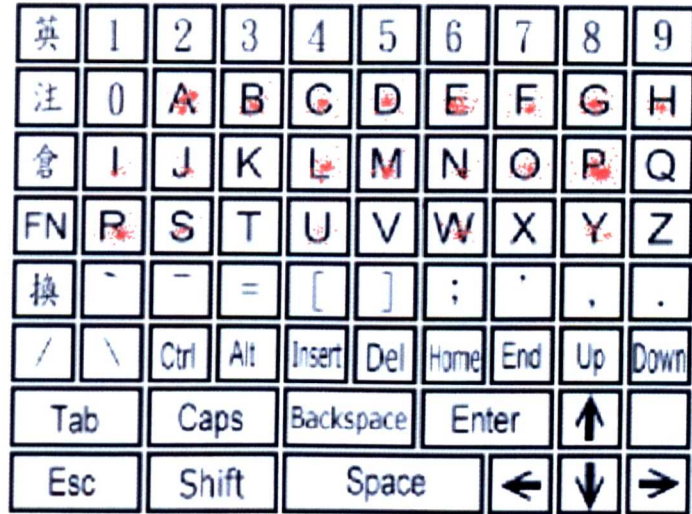 英 1 2 3 4 5 6 7 8 9
注 0 A B C D E F G H
倉 I J K L M N O P Q
FN R S T U V W X Y Z
換 ` - = [ ] ; ' , .
/ \ Ctrl Alt Insert Del Home End Up Down
Tab Caps Backspace Enter ↑
Esc Shift Space ← ↓ →